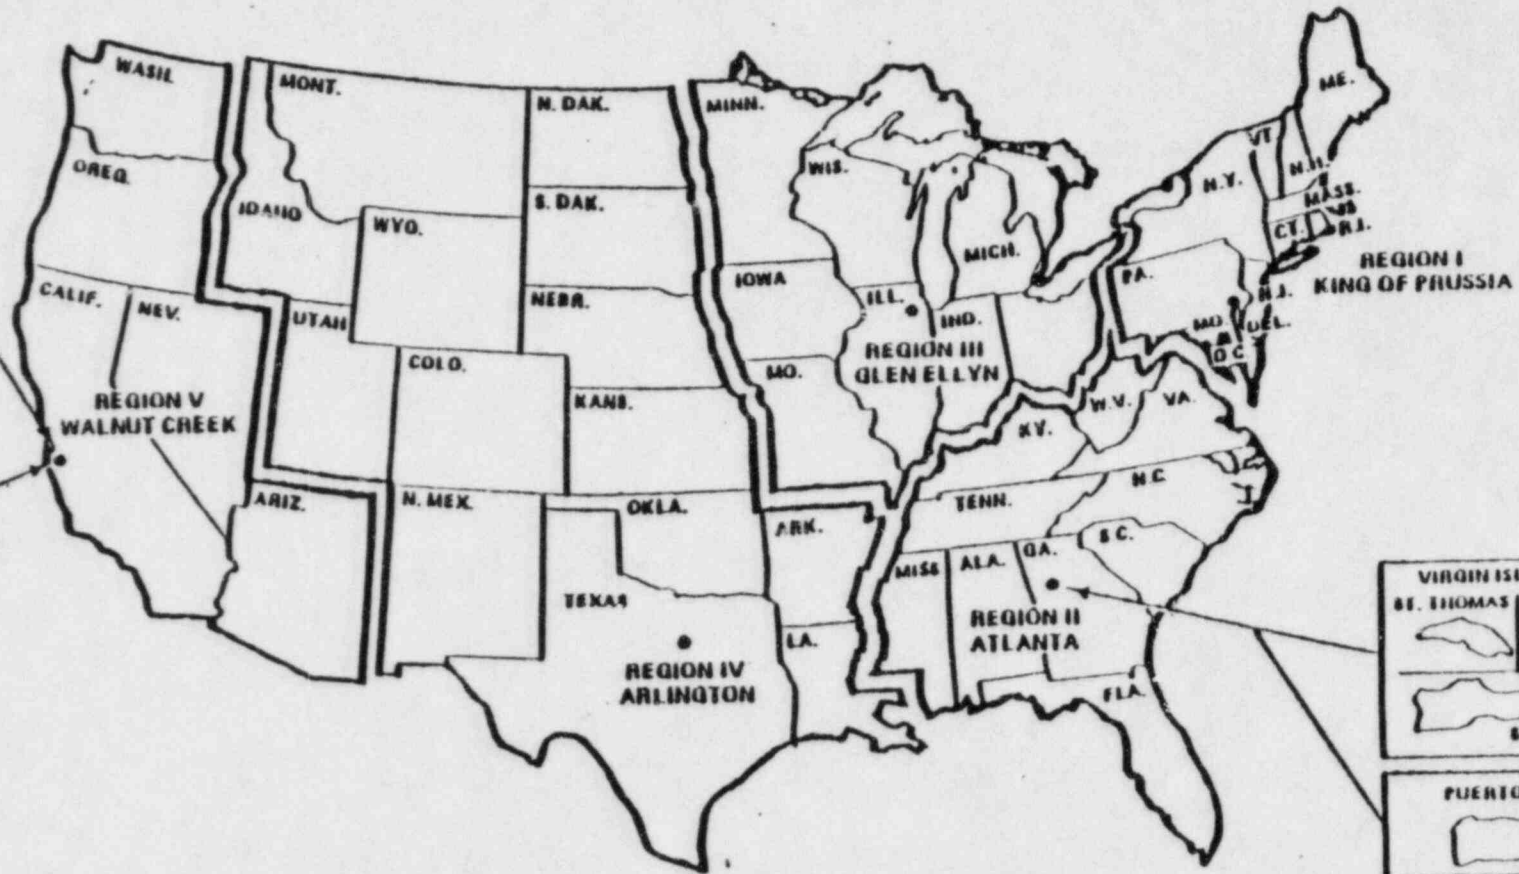 WASH.
MONT.
N. DAK.
MINN.
ME.
OREG.
IDAHO
WYO.
S. DAK.
WIS.
MICH.
N.Y.
VT.
N.H.
MASS.
CT.
R.I.
REGION I
KING OF PRUSSIA
CALIF.
NEV.
UTAH
COLO.
NEBR.
IOWA
ILL.
IND.
PA.
N.J.
MD.
DEL.
D.C.
REGION III
GLEN ELLYN
REGION V
WALNUT CREEK
KANS.
MO.
KY.
W.V.
VA.
ARIZ.
N. MEX.
OKLA.
ARK.
TENN.
N.C.
S.C.
MISS
ALA.
GA.
TEXAS
LA.
REGION IV
ARLINGTON
REGION II
ATLANTA
FLA.
VIRGIN ISL
ST. THOMAS
PUERTO